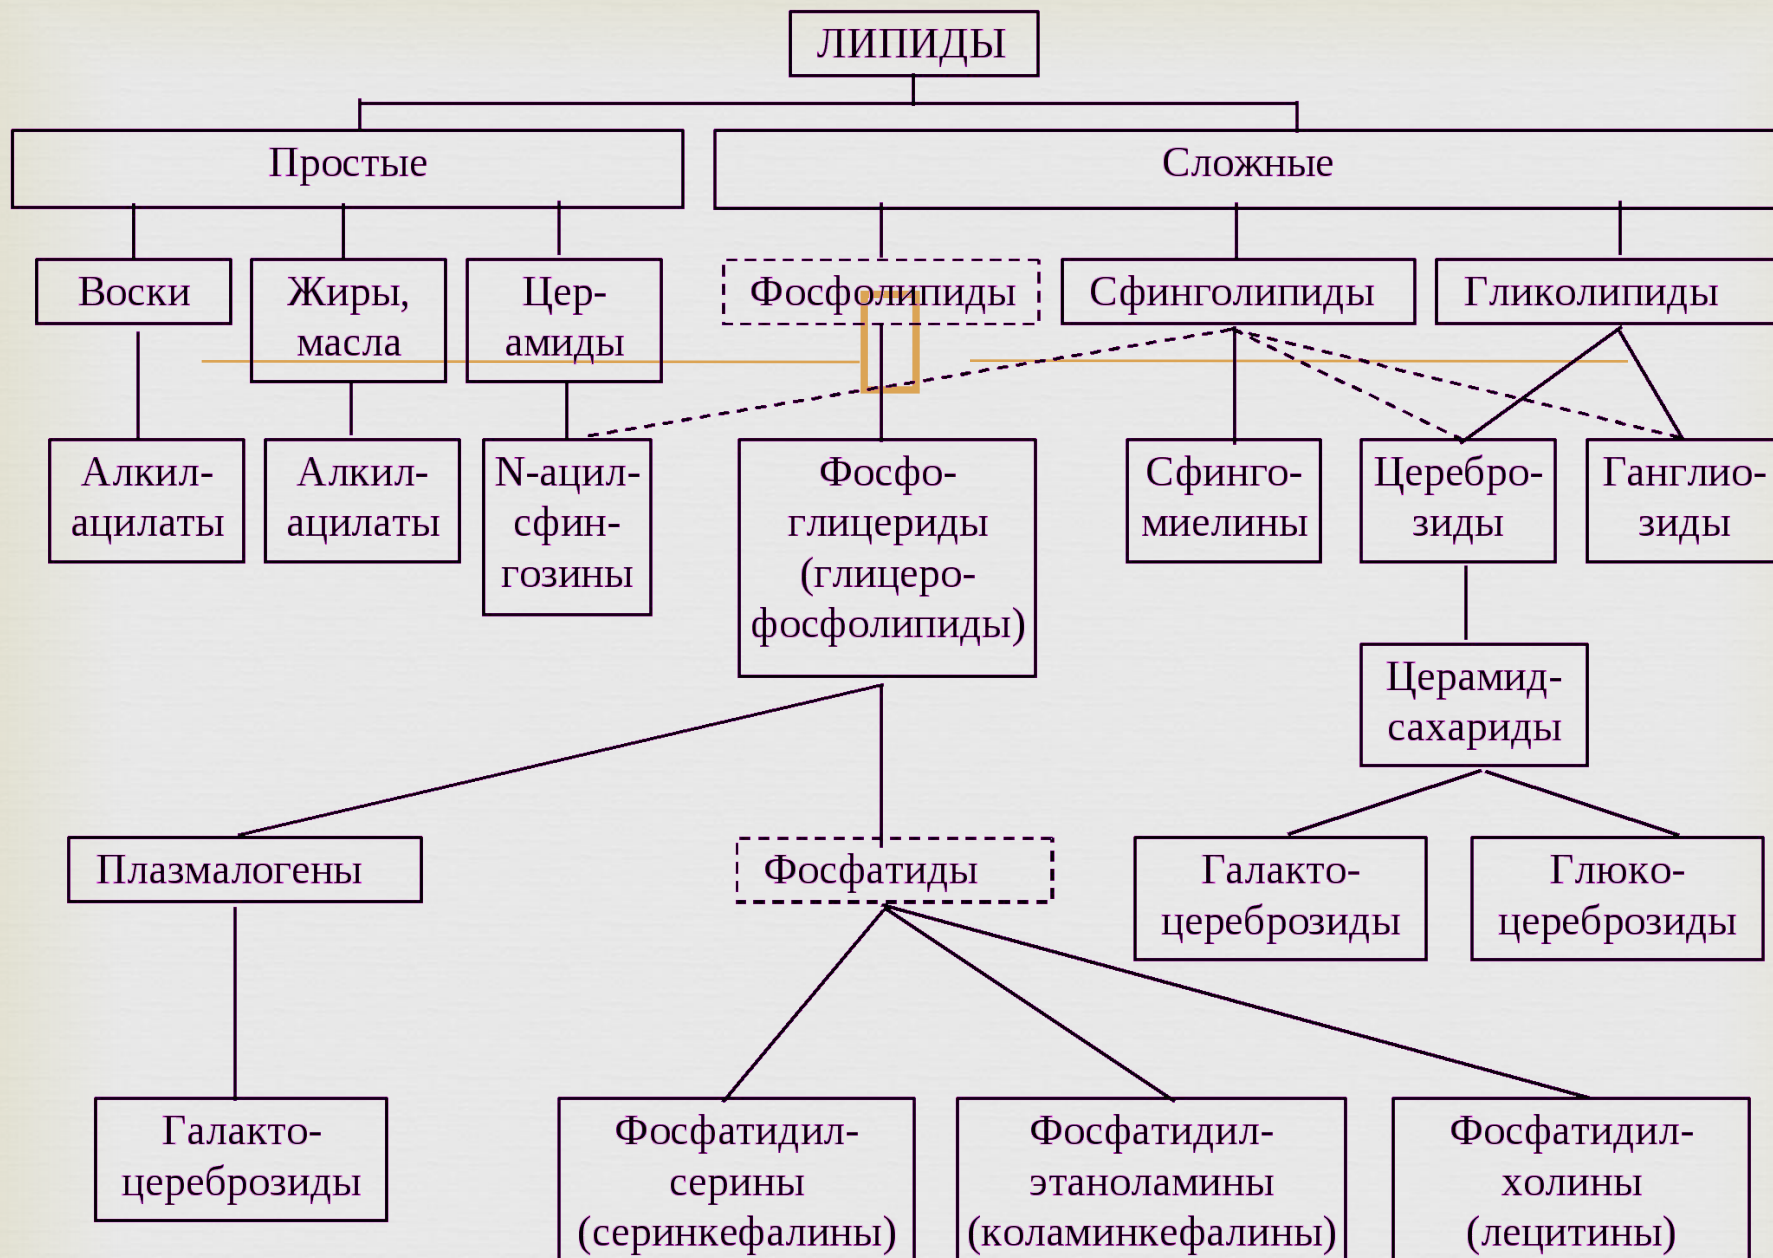 ЛИПИДЫ
Простые
Сложные
Воски
Жиры,
масла
Цер-
амиды
Фосфолипиды
Сфинголипиды
Гликолипиды
Алкил-
ацилаты
Алкил-
ацилаты
N-ацил-
сфин-
гозины
Фосфо-
глицериды
(глицеро-
фосфолипиды)
Сфинго-
миелины
Церебро-
зиды
Ганглио-
зиды
Церамид-
сахариды
Плазмалогены
Фосфатиды
Галакто-
цереброзиды
Глюко-
цереброзиды
Галакто-
цереброзиды
Фосфатидил-
серины
(серинкефалины)
Фосфатидил-
этаноламины
(коламинкефалины)
Фосфатидил-
холины
(лецитины)